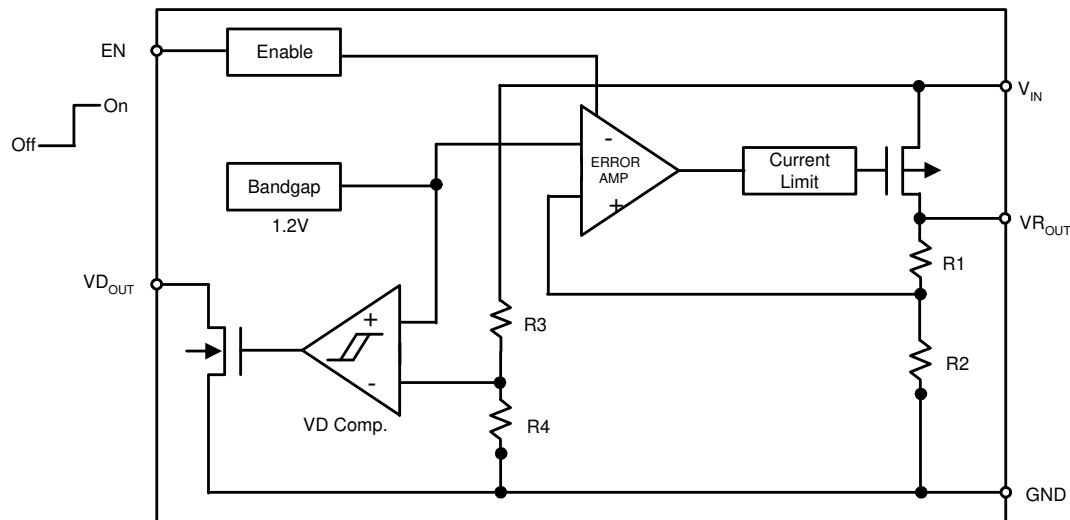 EN
Enable
On
Off
V_IN
-
ERROR
AMP
+
Current
Limit
Bandgap
1.2V
VR_OUT
R1
VD_OUT
+
-
R3
R2
VD Comp.
R4
GND